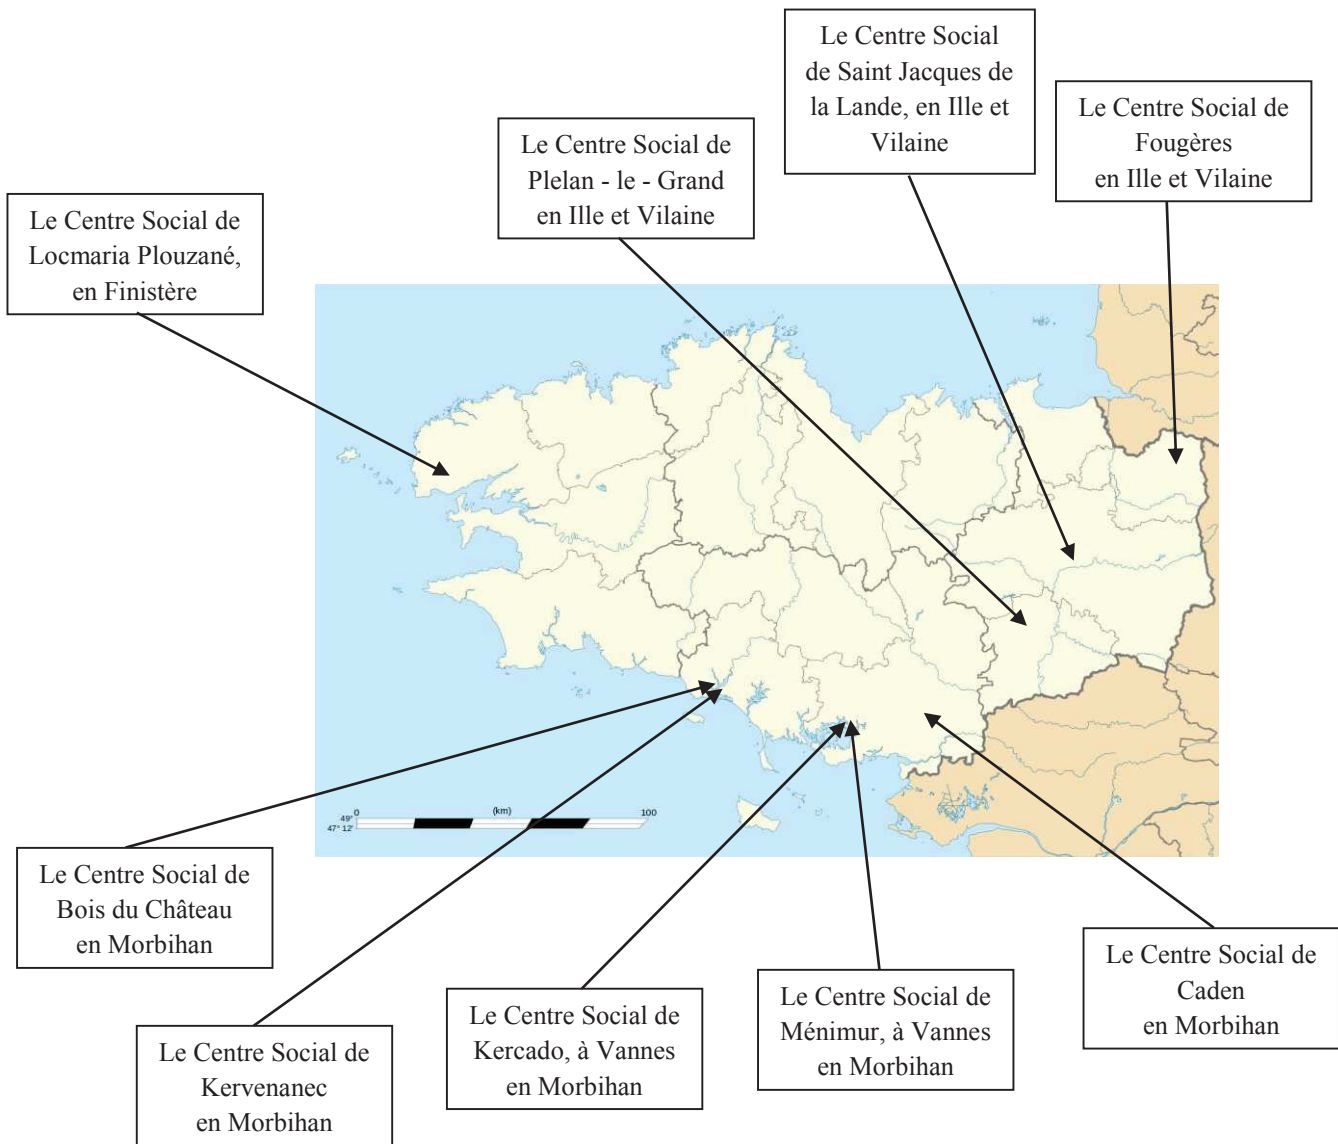 Le Centre Social
de Saint Jacques de
la Lande, en Ille et
Vilaine
Le Centre Social de
Fougères
en Ille et Vilaine
Le Centre Social de
Plelan - le - Grand
en Ille et Vilaine
Le Centre Social de
Locmaria Plouzané,
en Finistère
0 (km) 100
49°
47° 12'
Le Centre Social de
Bois du Château
en Morbihan
Le Centre Social de
Kervenanec
en Morbihan
Le Centre Social de
Kercado, à Vannes
en Morbihan
Le Centre Social de
Ménimur, à Vannes
en Morbihan
Le Centre Social de
Caden
en Morbihan